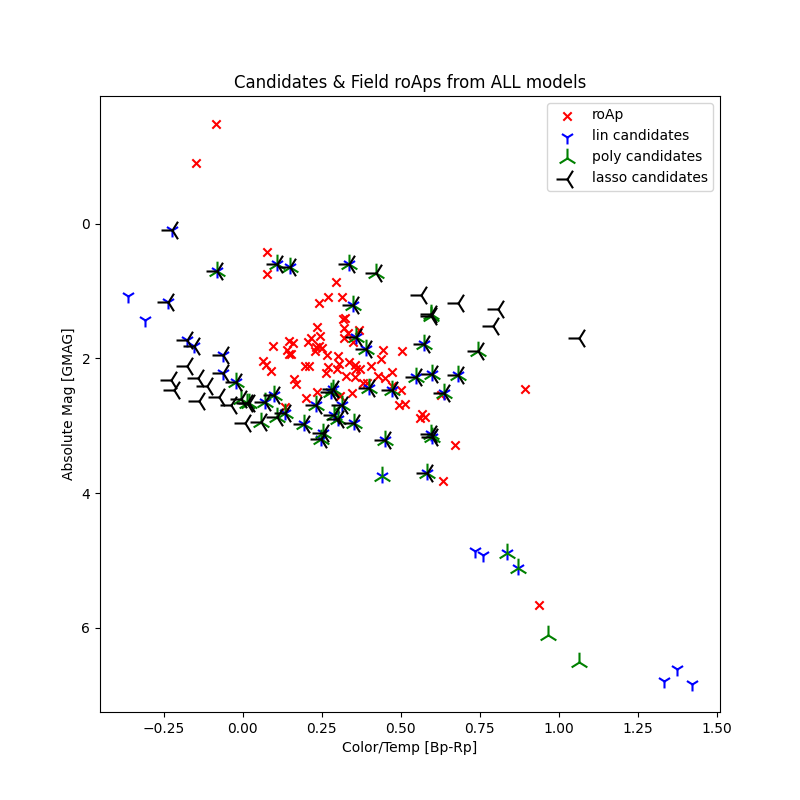 Candidates & Field roAps from ALL models
roAp
lin candidates
poly candidates
lasso candidates
Absolute Mag [GMAG]
0
2
4
6
−0.25 0.00 0.25 0.50 0.75 1.00 1.25 1.50
Color/Temp [Bp-Rp]